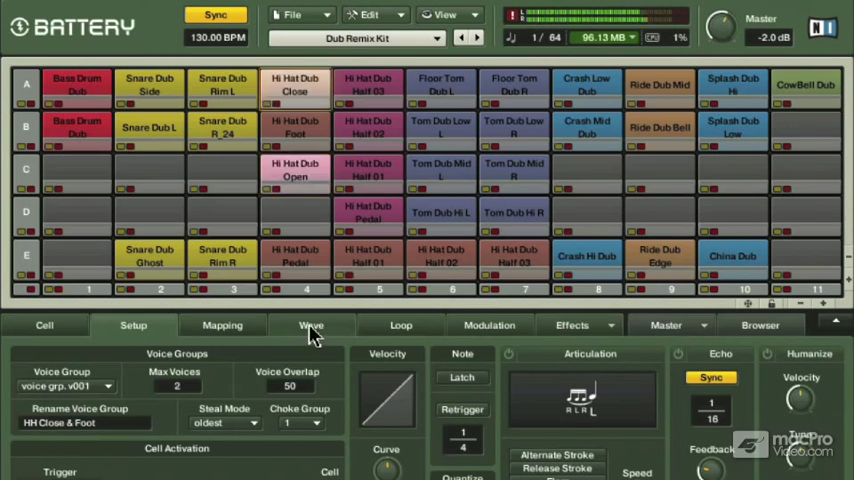 BATTERY
Sync
130.00 BPM
File
Edit
View
Dub Remix Kit
L
R
1 / 64
96.13 MB
CPU
1%
Master
-2.0dB
NI
A
Bass Drum
Dub
Snare Dub
Side
Snare Dub
Rim L
Hi Hat Dub
Close
Hi Hat Dub
Half 03
Floor Tom
Dub L
Floor Tom
Dub R
Crash Low
Dub
Ride Dub Mid
Splash Dub
Hi
CowBell Dub
B
Bass Drum
Dub
Snare Dub L
Snare Dub
R_24
Hi Hat Dub
Foot
Hi Hat Dub
Half 02
Tom Dub Low
L
Tom Dub Low
R
Crash Mid
Dub
Ride Dub Bell
Splash Dub
Low
C
Hi Hat Dub
Open
Hi Hat Dub
Half 01
Tom Dub Mid
L
Tom Dub Mid
R
D
Hi Hat Dub
Pedal
Tom Dub Hi L
Tom Dub Hi R
E
Snare Dub
Ghost
Snare Dub
Rim R
Hi Hat Dub
Pedal
Hi Hat Dub
Half 01
Hi Hat Dub
Half 02
Hi Hat Dub
Half 03
Crash Hi Dub
Ride Dub
Edge
China Dub
1 2 3 4 5 6 7 8 9 10 11
Cell Setup Mapping Wave Loop Modulation Effects Master Browser
Voice Groups
Voice Group
voice grp. v001
Max Voices
2
Voice Overlap
50
Rename Voice Group
HH Close & Foot
Steal Mode
oldest
Choke Group
1
Cell Activation
Trigger
Cell
Velocity
Curve
Note
Latch
Retrigger
1
4
Quantize
Articulation
R L R L
Alternate Stroke
Release Stroke
Speed
Echo
Sync
1
16
Feedback
Humanize
Velocity
macPro
Video.com